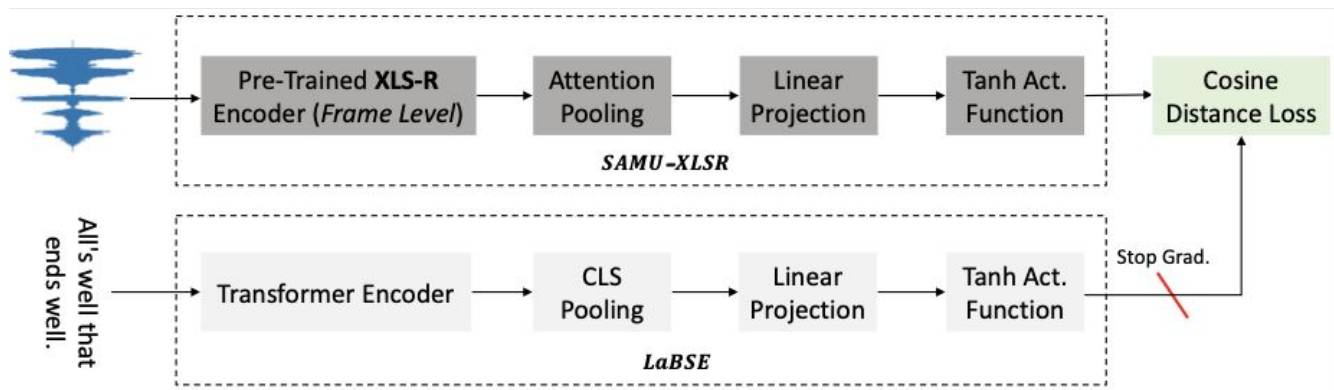 Pre-Trained XLS-R
Encoder (Frame Level)
Attention
Pooling
Linear
Projection
Tanh Act.
Function
Cosine
Distance Loss
SAMU-XLSR
All's well that
ends well.
Transformer Encoder
CLS
Pooling
Linear
Projection
Tanh Act.
Function
Stop Grad.
LaBSE